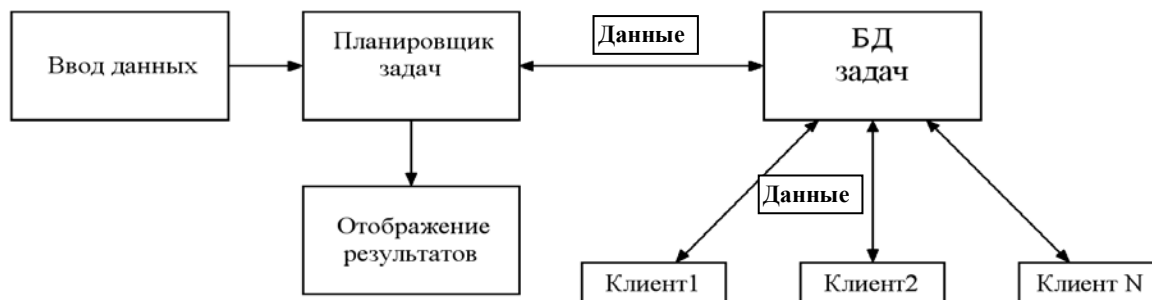 Ввод данных
Планировщик
задач
Данные
БД
задач
Отображение
результатов
Данные
Клиент1
Клиент2
Клиент N